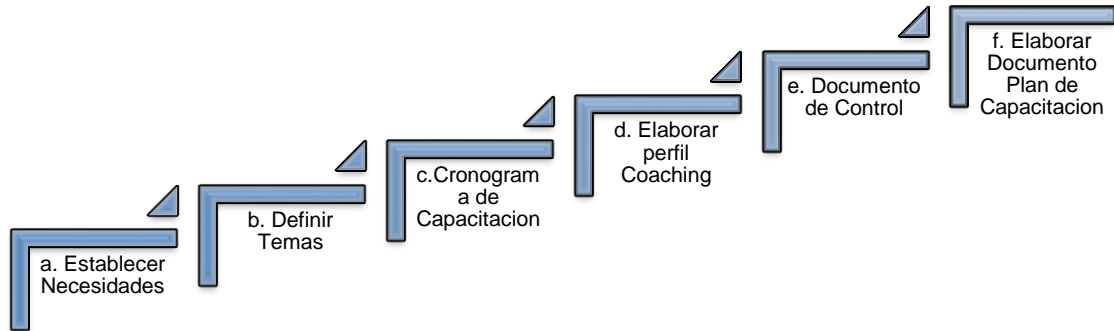 a. Establecer
Necesidades
b. Definir
Temas
c.Cronogram
a de
Capacitacion
d. Elaborar
perfil
Coaching
e. Documento
de Control
f. Elaborar
Documento
Plan de
Capacitacion